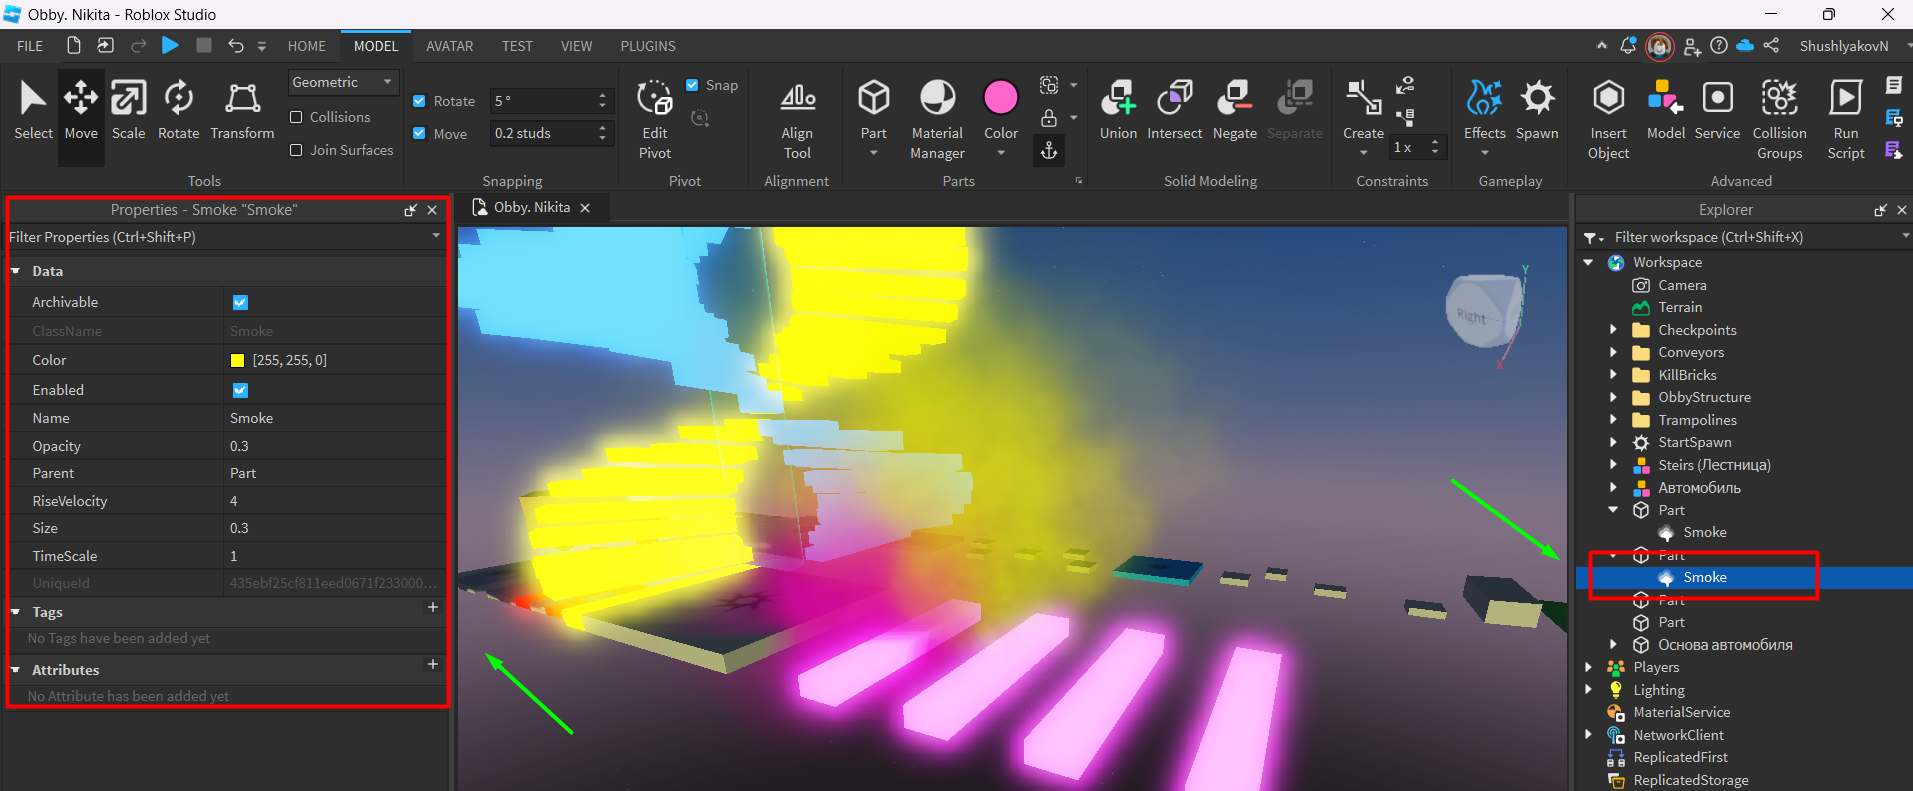 Obby. Nikita - Roblox Studio
FILE HOME MODEL AVATAR TEST VIEW PLUGINS ShushlyakovN
Select Move Scale Rotate Transform
Geometric
Collisions
Join Surfaces
Tools
Rotate 5 °
Move 0.2 studs
Snapping
Edit Pivot
Snap
Pivot
Align Tool
Alignment
Part Material Manager Color
Parts
Union Intersect Negate Separate
Solid Modeling
Create 1 x
Constraints
Effects Spawn
Gameplay
Insert Object Model Service Collision Groups Run Script
Advanced
Properties - Smoke "Smoke"
Filter Properties (Ctrl+Shift+P)
Data
Archivable
ClassName Smoke
Color [255, 255, 0]
Enabled
Name Smoke
Opacity 0.3
Parent Part
RiseVelocity 4
Size 0.3
TimeScale 1
UniqueId 435ebf25cf811eed0671f233000...
Tags +
No Tags have been added yet
Attributes +
No Attribute has been added yet
Obby. Nikita
Right
Y
X
Explorer
Filter workspace (Ctrl+Shift+X)
Workspace
Camera
Terrain
Checkpoints
Conveyors
KillBricks
ObbyStructure
Trampolines
StartSpawn
Steirs (Лестница)
Автомобиль
Part
Smoke
Part
Smoke
Part
Part
Основа автомобиля
Players
Lighting
MaterialService
NetworkClient
ReplicatedFirst
ReplicatedStorage